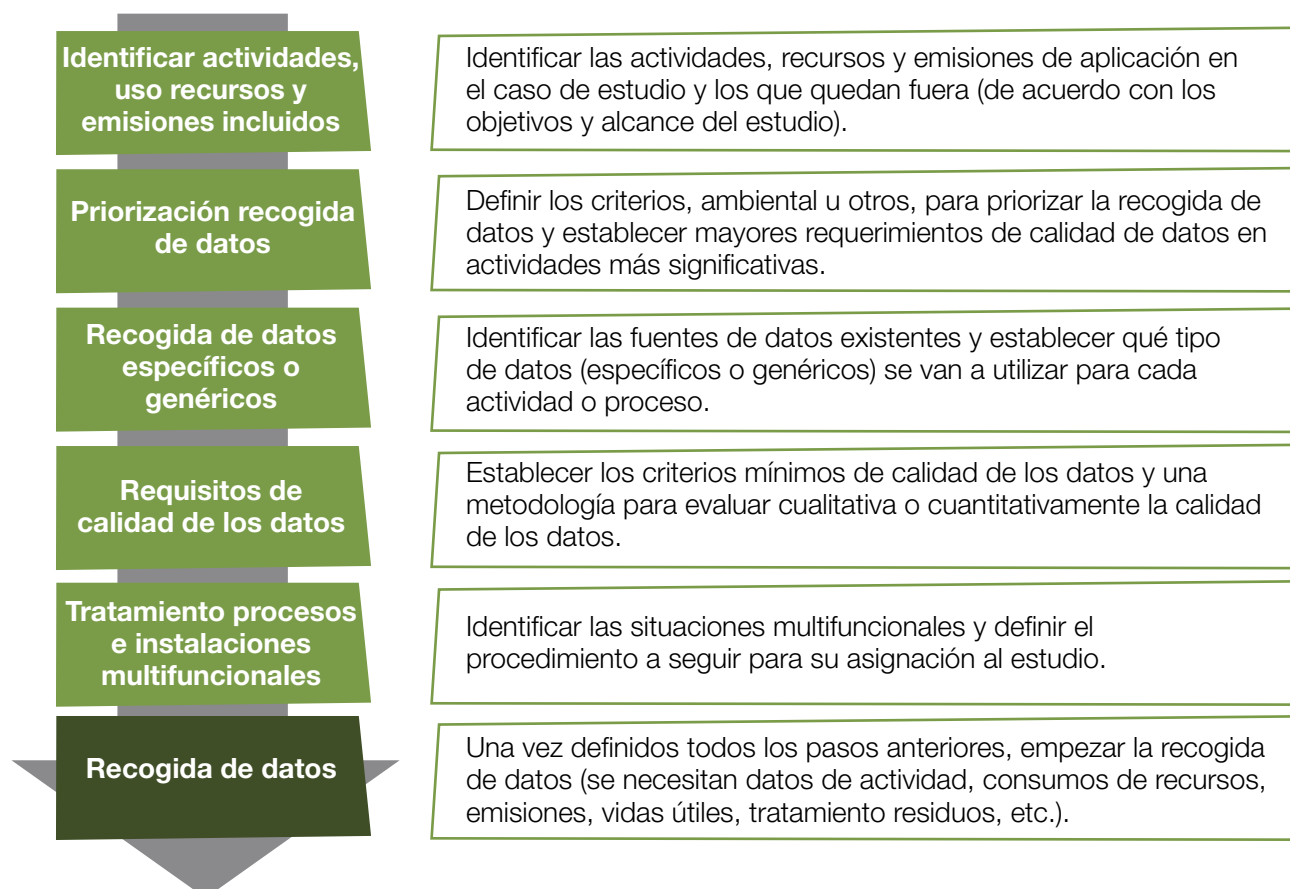 Identificar actividades,
uso recursos y
emisiones incluidos
Identificar las actividades, recursos y emisiones de aplicación en
el caso de estudio y los que quedan fuera (de acuerdo con los
objetivos y alcance del estudio).
Priorización recogida
de datos
Definir los criterios, ambiental u otros, para priorizar la recogida de
datos y establecer mayores requerimientos de calidad de datos en
actividades más significativas.
Recogida de datos
específicos o
genéricos
Identificar las fuentes de datos existentes y establecer qué tipo
de datos (específicos o genéricos) se van a utilizar para cada
actividad o proceso.
Requisitos de
calidad de los datos
Establecer los criterios mínimos de calidad de los datos y una
metodología para evaluar cualitativa o cuantitativamente la calidad
de los datos.
Tratamiento procesos
e instalaciones
multifuncionales
Identificar las situaciones multifuncionales y definir el
procedimiento a seguir para su asignación al estudio.
Recogida de datos
Una vez definidos todos los pasos anteriores, empezar la recogida
de datos (se necesitan datos de actividad, consumos de recursos,
emisiones, vidas útiles, tratamiento residuos, etc.).